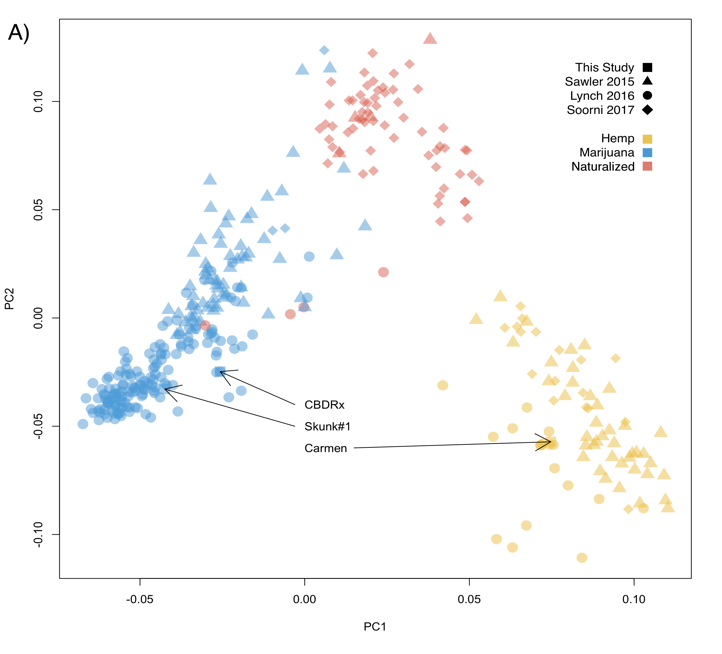 A)
This Study
Sawler 2015
Lynch 2016
Soorni 2017
Hemp
Marijuana
Naturalized
0.10
0.05
0.00
-0.05
-0.10
PC2
CBDRx
Skunk#1
Carmen
-0.05
0.00
0.05
0.10
PC1